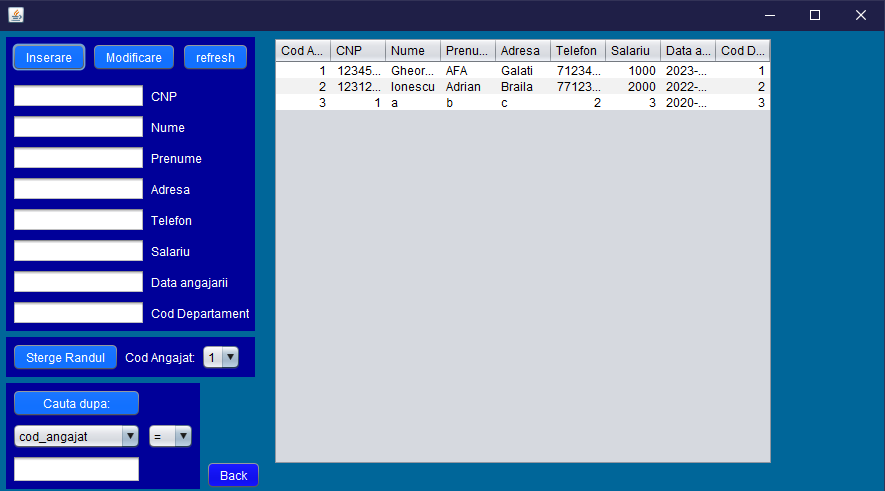 Inserare Modificare refresh
CNP
Nume
Prenume
Adresa
Telefon
Salariu
Data angajarii
Cod Departament
Sterge Randul Cod Angajat: 1
Cauta dupa:
cod_angajat =
Back
Cod A... CNP Nume Prenu... Adresa Telefon Salariu Data a... Cod D...
1 12345... Gheor... AFA Galati 71234... 1000 2023-... 1
2 12312... Ionescu Adrian Braila 77123... 2000 2022-... 2
3 1 a b c 2 3 2020-... 3